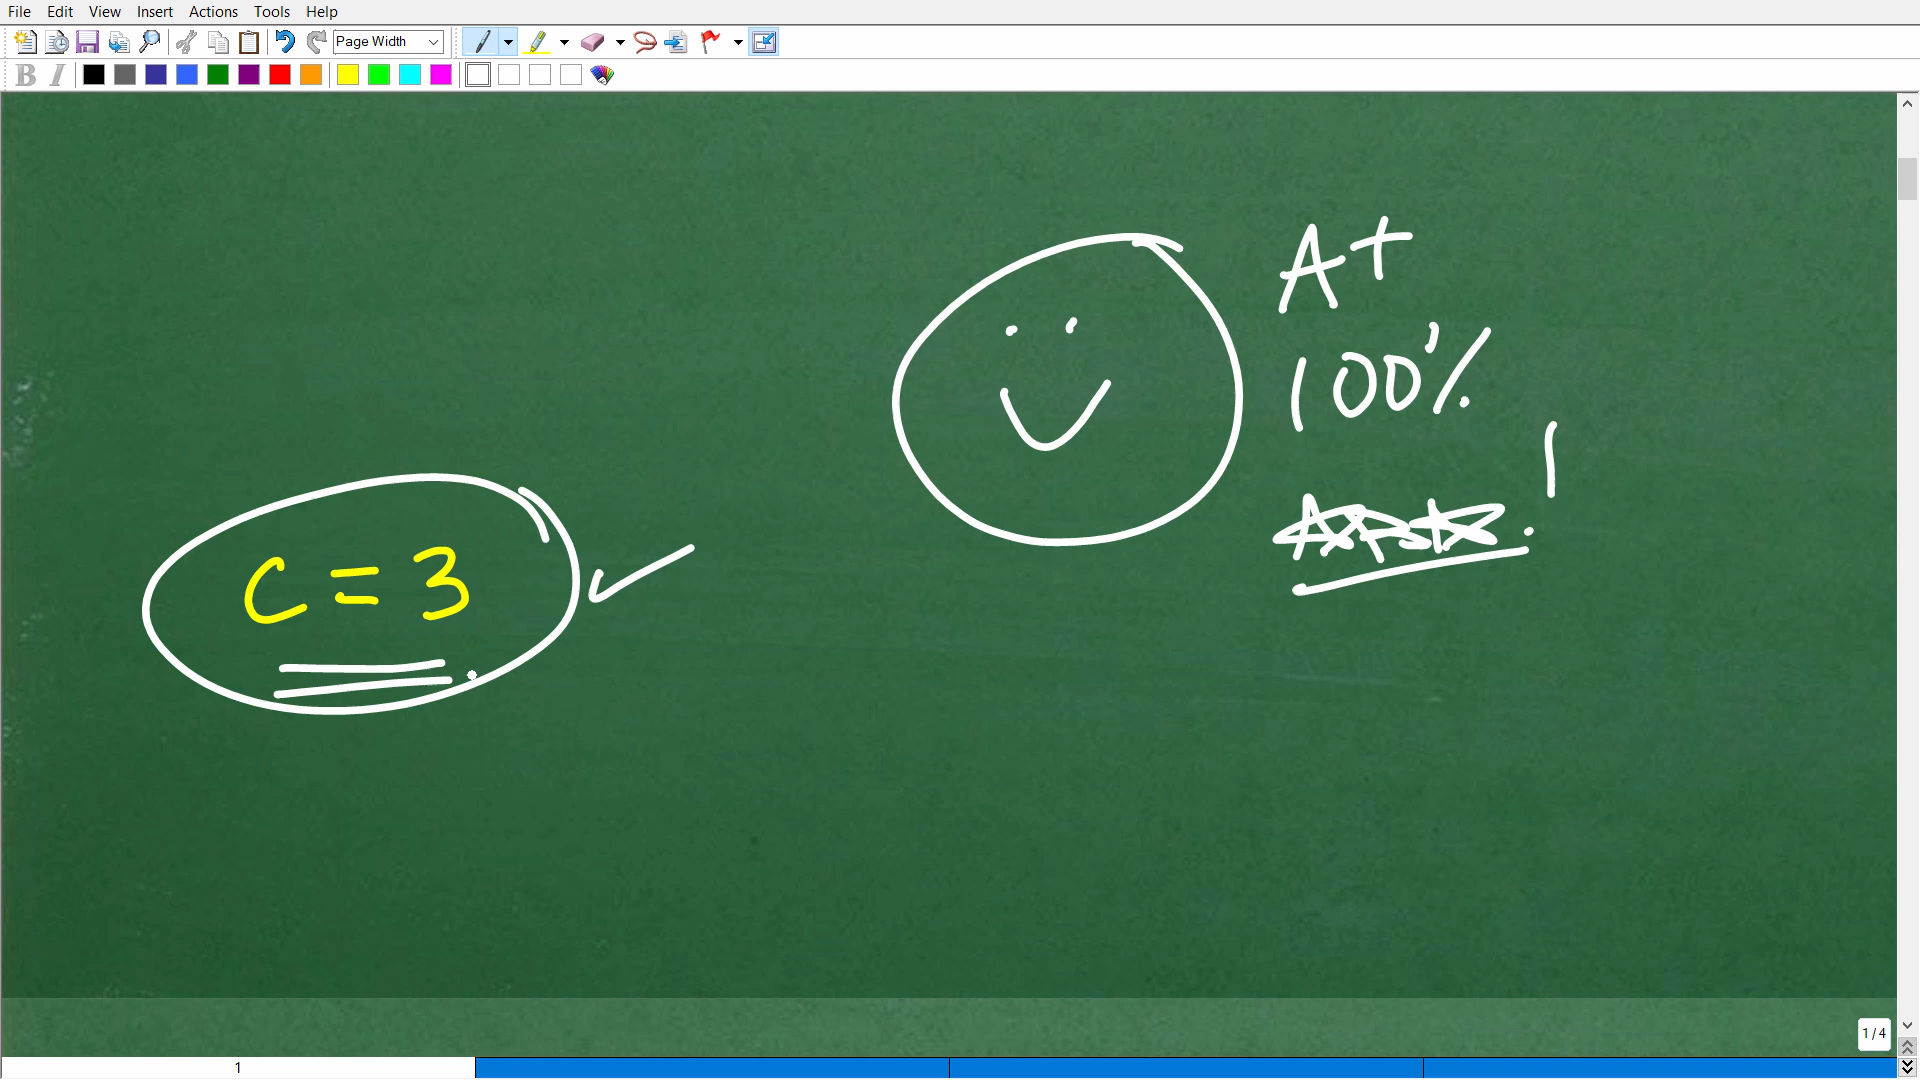 File Edit View Insert Actions Tools Help
Page Width
B I
A+
100%
!
C = 3
1 / 4
1